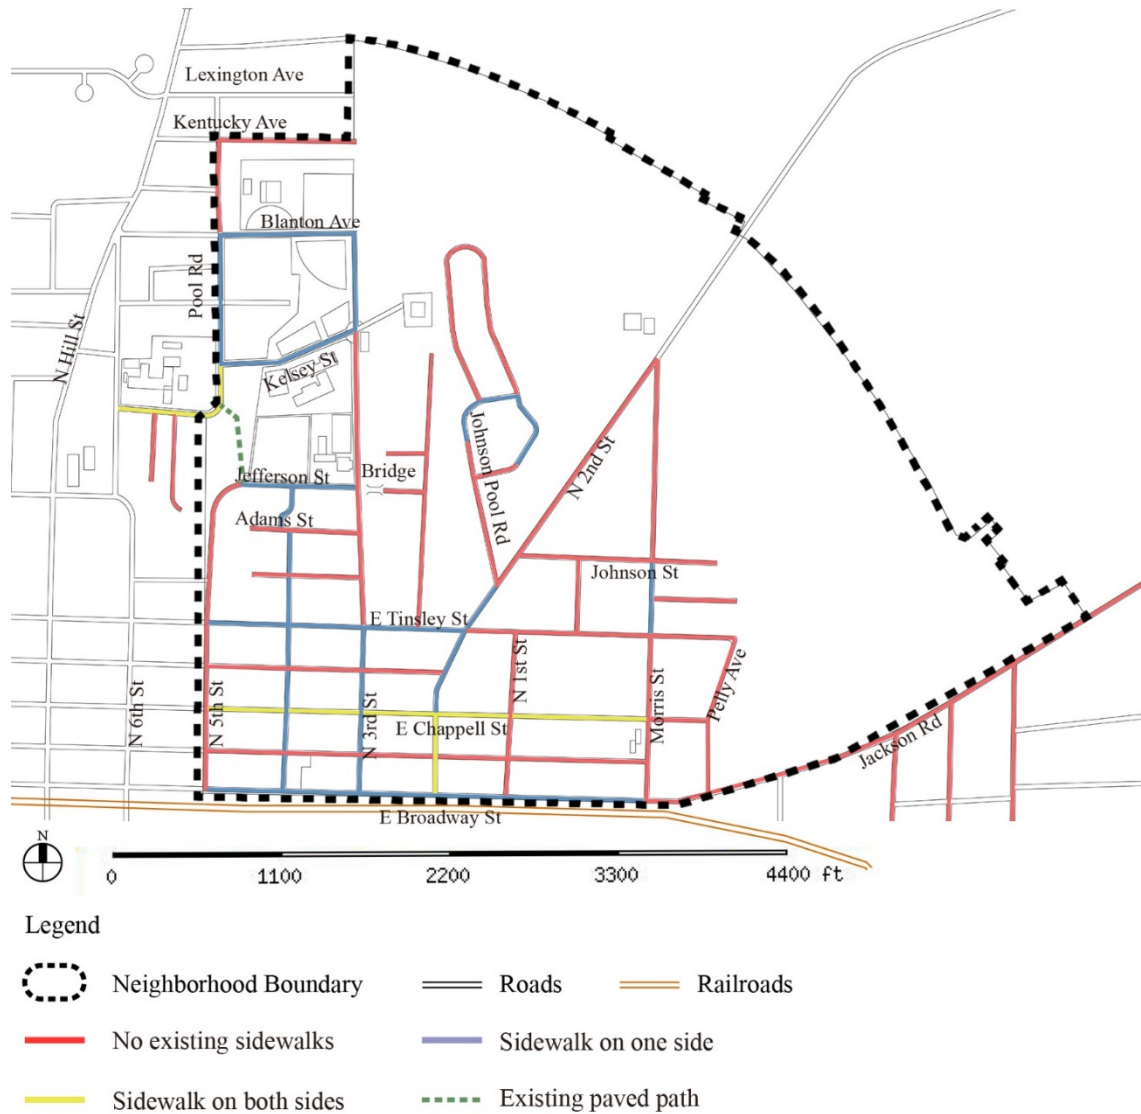 Lexington Ave
Kentucky Ave
Blanton Ave
Pool Rd
N Hill St
Kelsey St
Johnson Pool Rd
N 2nd St
Jefferson St
Bridge
Adams St
Johnson St
E Tinsley St
N 6th St
N 5th St
N 3rd St
E Chappell St
N 1st St
Morris St
Pelly Ave
Jackson Rd
E Broadway St
N
0 1100 2200 3300 4400 ft
Legend
Neighborhood Boundary Roads Railroads
No existing sidewalks Sidewalk on one side
Sidewalk on both sides Existing paved path